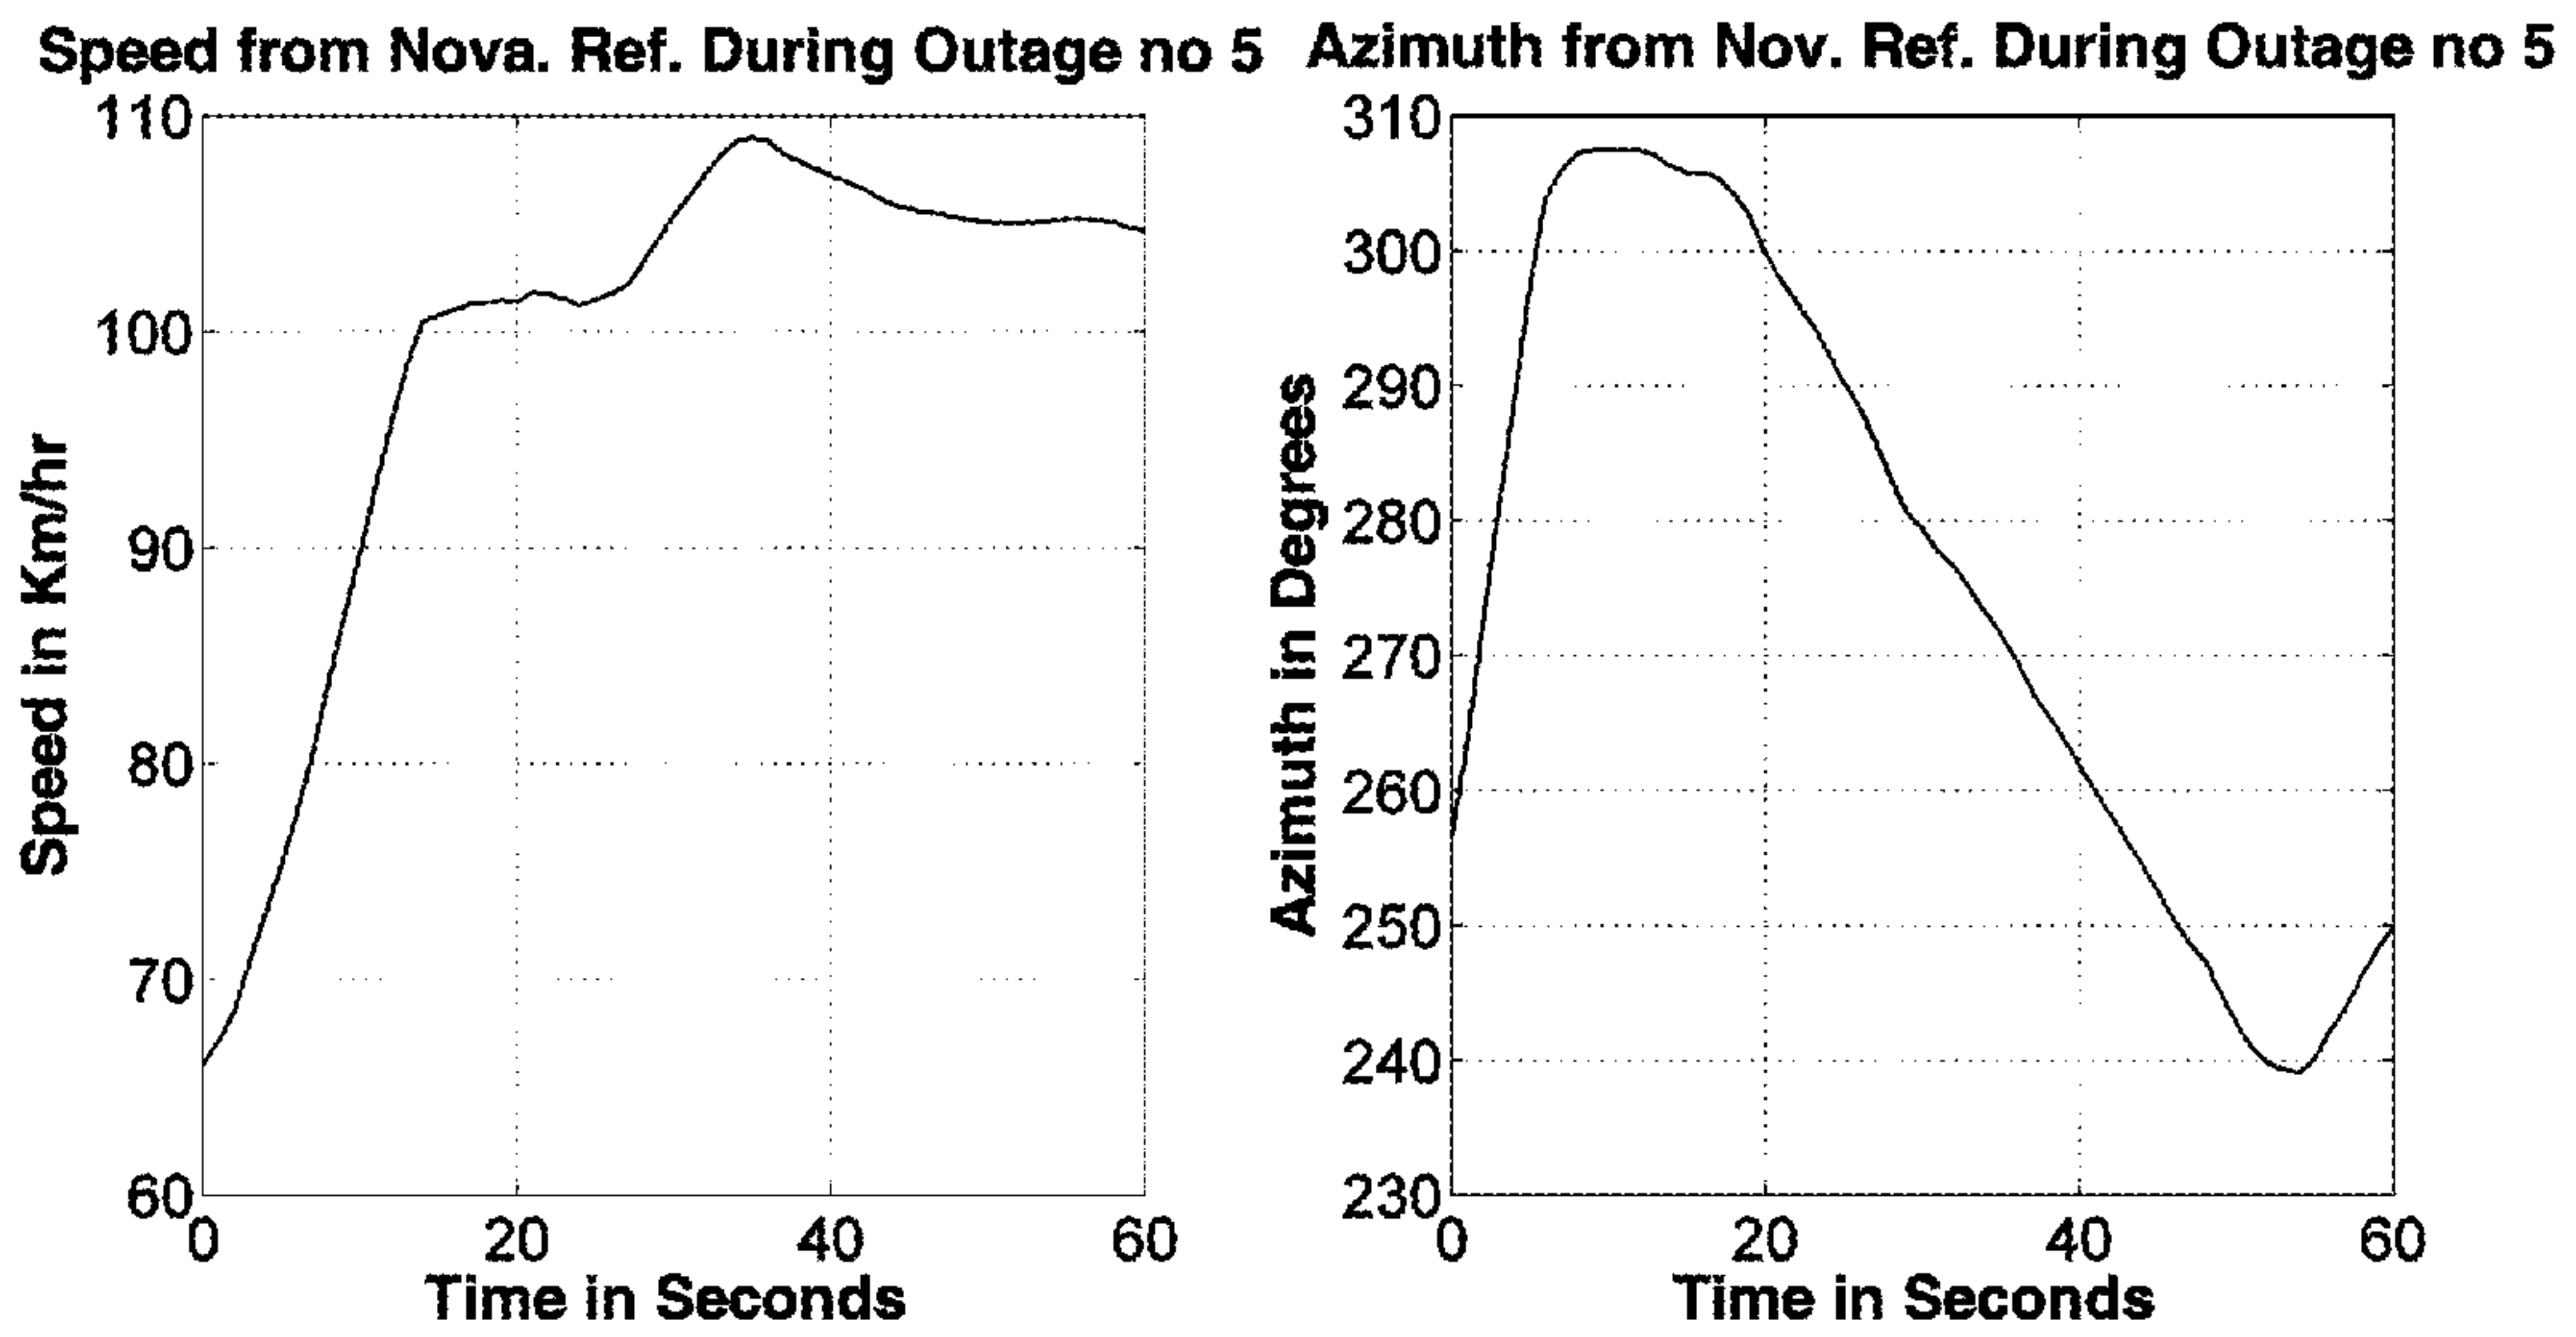 Speed from Nova. Ref. During Outage no 5
110
100
90
80
70
60
0 20 40 60
Speed in Km/hr
Time in Seconds
Azimuth from Nov. Ref. During Outage no 5
310
300
290
280
270
260
250
240
230
0 20 40 60
Azimuth in Degrees
Time in Seconds